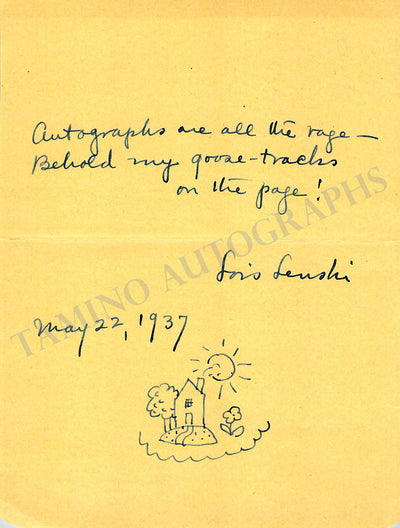 Autographs are all the rage—
Behold my goose-tracks
on the page!
Lois Lenski
May 22, 1937
TAMINO AUTOGRAPHS